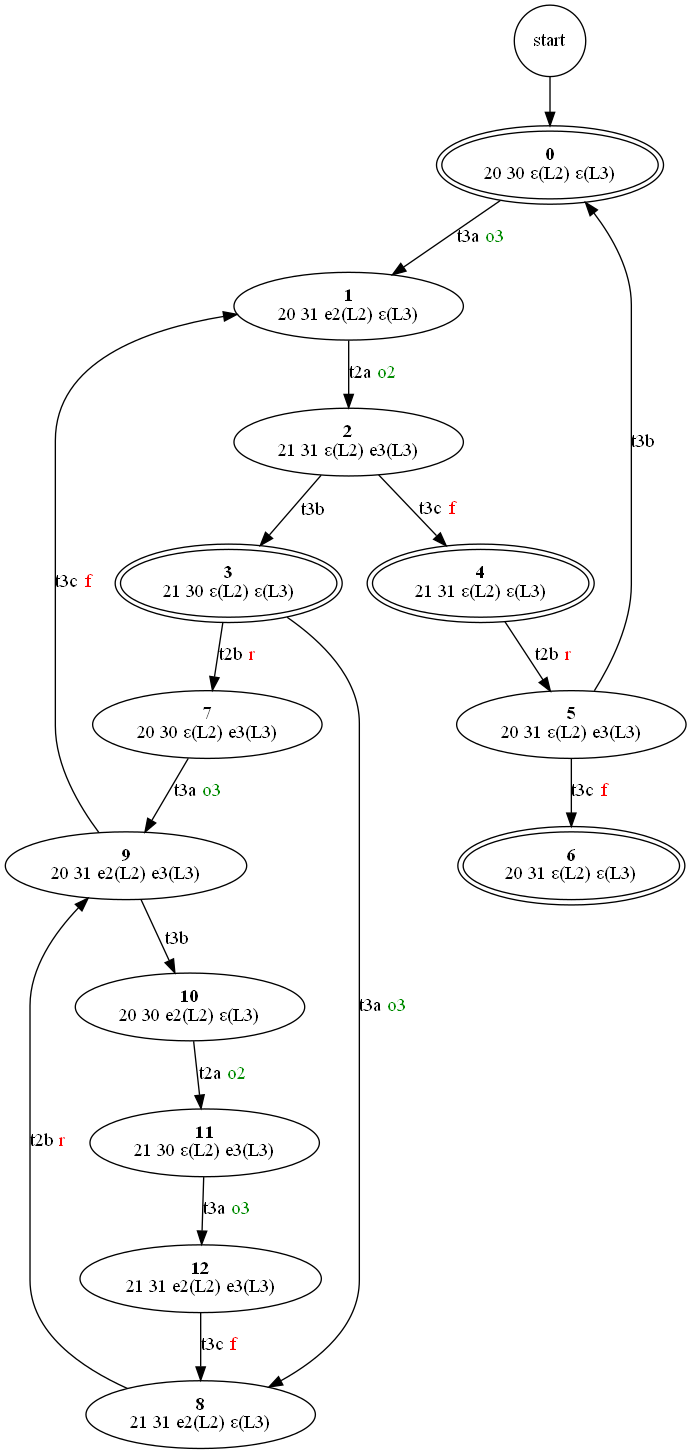 start
0
20 30 ε(L2) ε(L3)
t3a o3
1
20 31 e2(L2) ε(L3)
t2a o2
2
21 31 ε(L2) e3(L3)
t3b
t3b
t3c f
3
21 30 ε(L2) ε(L3)
4
21 31 ε(L2) ε(L3)
t3c f
t2b r
t2b r
7
20 30 ε(L2) e3(L3)
5
20 31 ε(L2) e3(L3)
t3a o3
t3c f
9
20 31 e2(L2) e3(L3)
6
20 31 ε(L2) ε(L3)
t3b
10
20 30 e2(L2) ε(L3)
t3a o3
t2a o2
11
21 30 ε(L2) e3(L3)
t2b r
t3a o3
12
21 31 e2(L2) e3(L3)
t3c f
8
21 31 e2(L2) ε(L3)